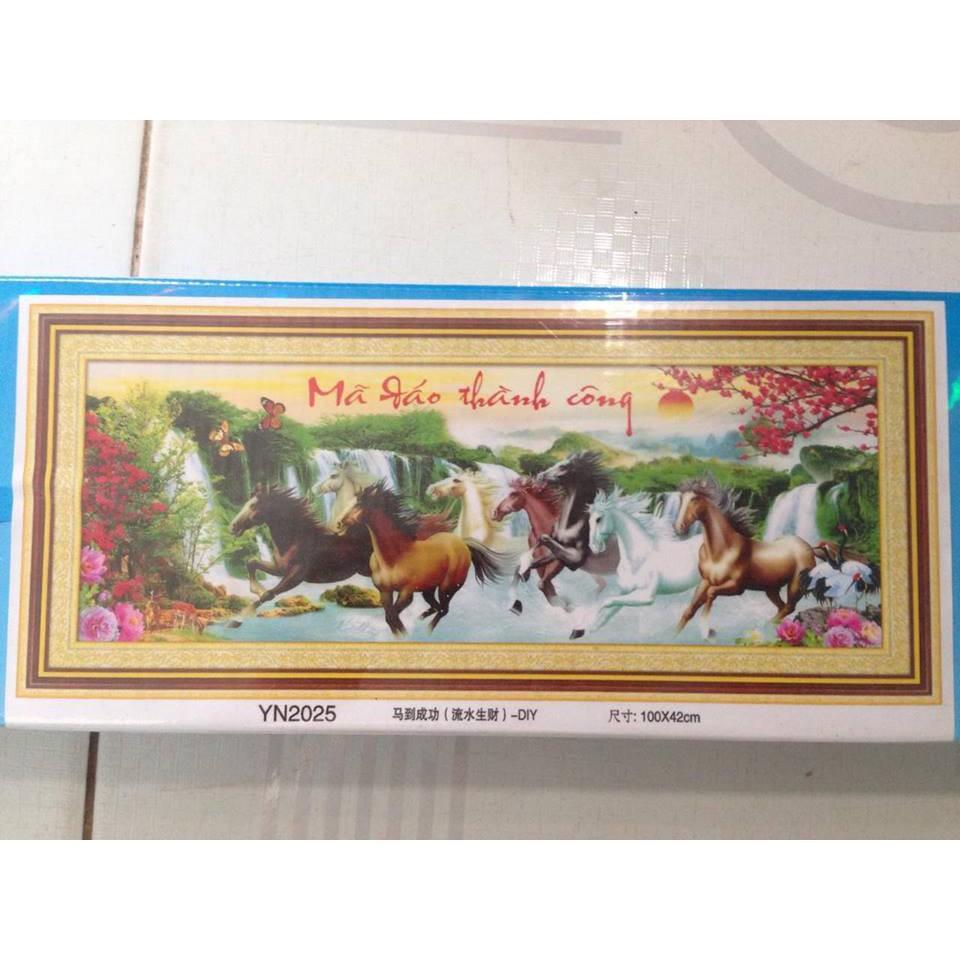 Mã đáo thành công
YN2025 马到成功(流水生财)-DIY 尺寸: 100X42cm